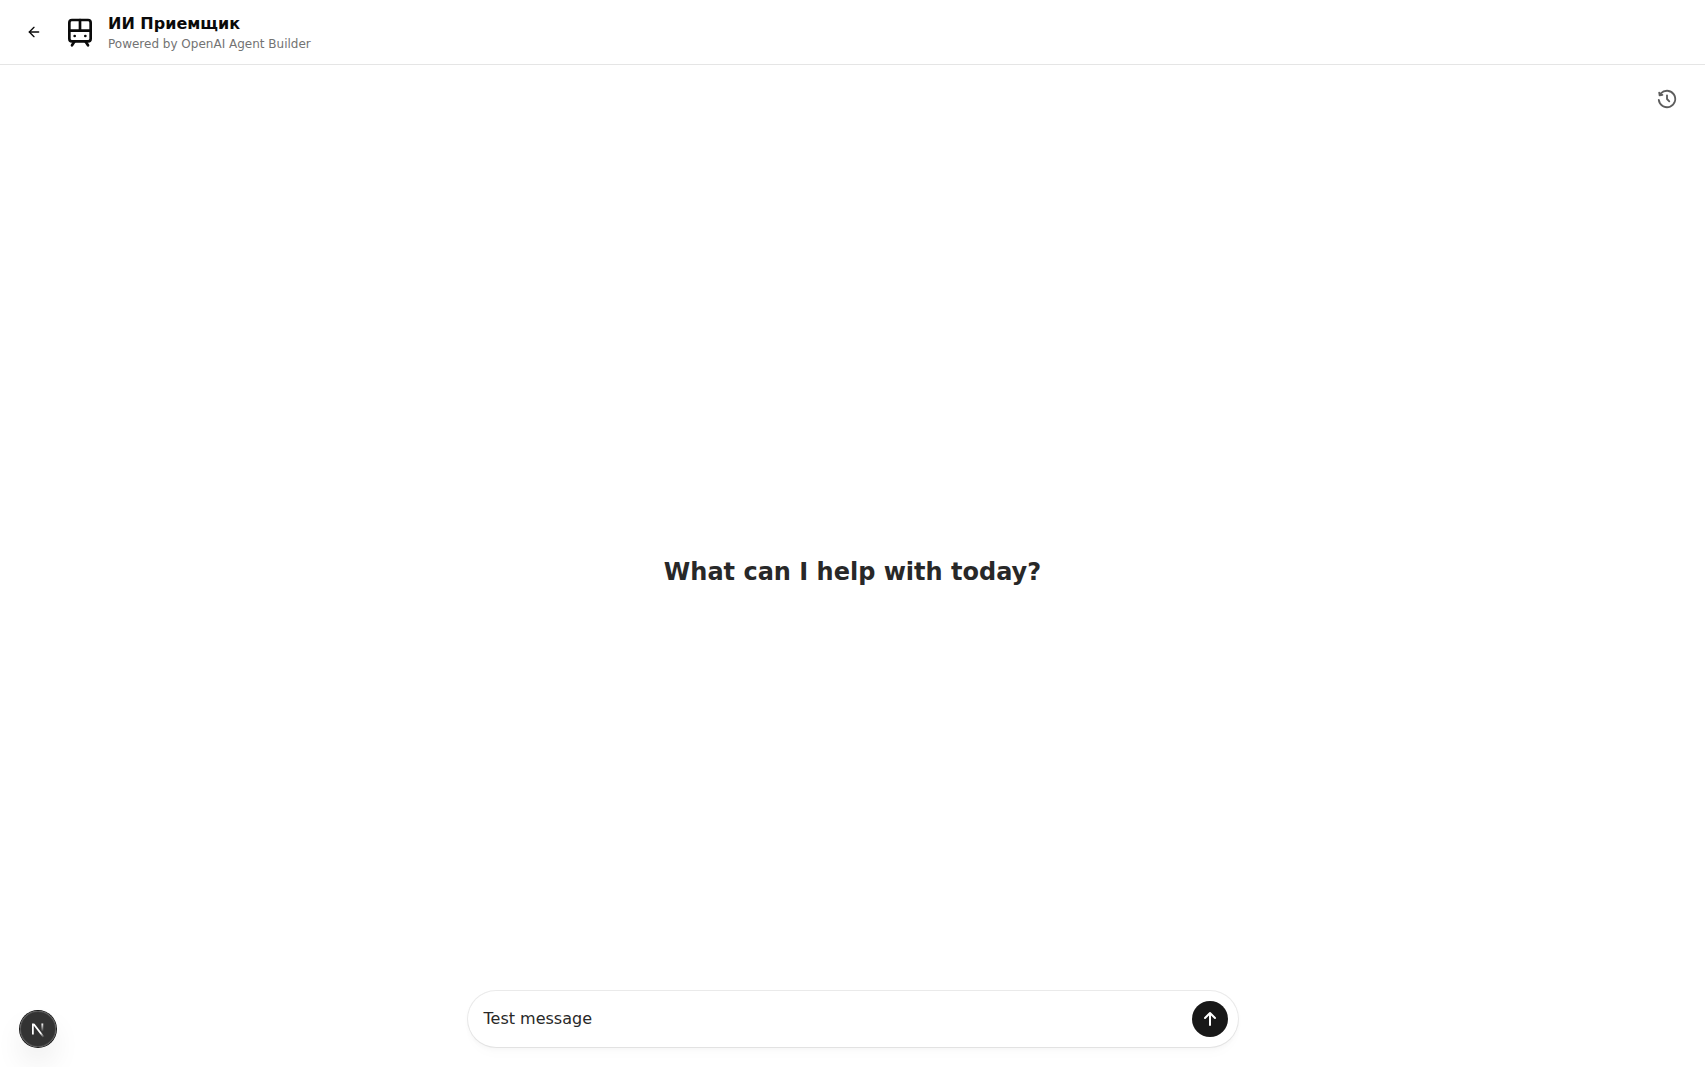 ИИ Приемщик
Powered by OpenAI Agent Builder
What can I help with today?
Test message
N